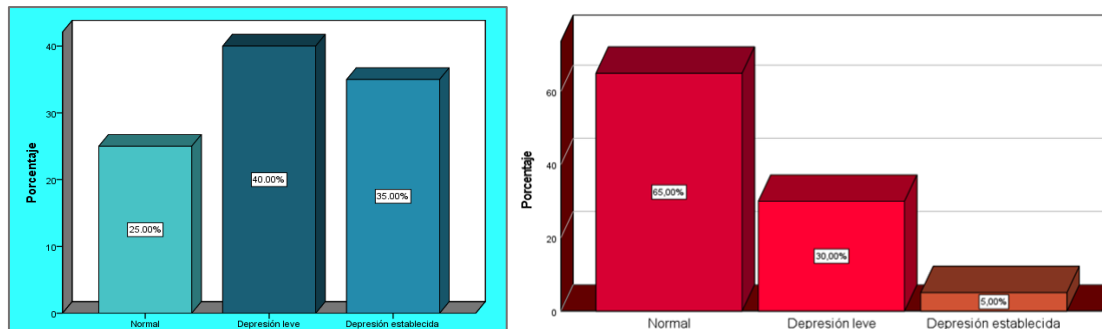 Porcentaje
40
30
20
10
0
25.00%
40.00%
35.00%
Normal
Depresión leve
Depresión establecida
Porcentaje
60
40
20
0
65,00%
30,00%
5,00%
Normal
Depresión leve
Depresión establecida